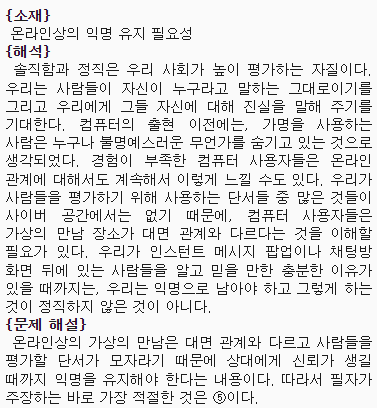 {소재}
온라인상의 익명 유지 필요성
{해석}
솔직함과 정직은 우리 사회가 높이 평가하는 자질이다.
우리는 사람들이 자신이 누구라고 말하는 그대로이기를
그리고 우리에게 그들 자신에 대해 진실을 말해 주기를
기대한다. 컴퓨터의 출현 이전에는, 가명을 사용하는
사람은 누구나 불명예스러운 무언가를 숨기고 있는 것으로
생각되었다. 경험이 부족한 컴퓨터 사용자들은 온라인
관계에 대해서도 계속해서 이렇게 느낄 수도 있다. 우리가
사람들을 평가하기 위해 사용하는 단서들 중 많은 것들이
사이버 공간에서는 없기 때문에, 컴퓨터 사용자들은
가상의 만남 장소가 대면 관계와 다르다는 것을 이해할
필요가 있다. 우리가 인스턴트 메시지 팝업이나 채팅방
화면 뒤에 있는 사람들을 알고 믿을 만한 충분한 이유가
있을 때까지는, 우리는 익명으로 남아야 하고 그렇게 하는
것이 정직하지 않은 것이 아니다.
{문제 해설}
온라인상의 가상의 만남은 대면 관계와 다르고 사람들을
평가할 단서가 모자라기 때문에 상대에게 신뢰가 생길
때까지 익명을 유지해야 한다는 내용이다. 따라서 필자가
주장하는 바로 가장 적절한 것은 ⑤이다.